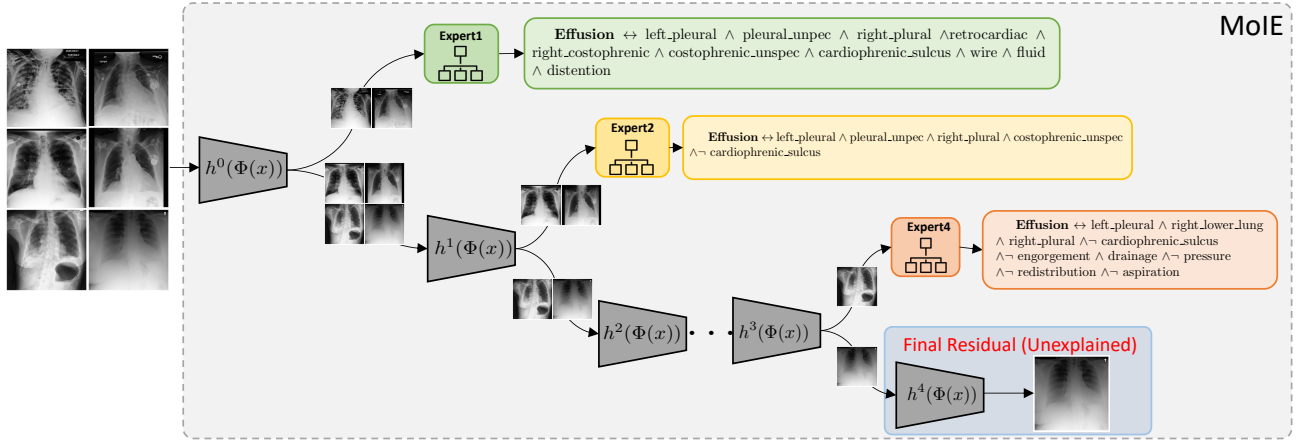 MoIE
Expert1
Effusion ↔ left_pleural ∧ pleural_unpec ∧ right_plural ∧retrocardiac ∧
right_costophrenic ∧ costophrenic_unspec ∧ cardiophrenic_sulcus ∧ wire ∧ fluid
∧ distention
h⁰(Φ(x))
Expert2
Effusion ↔ left_pleural ∧ pleural_unpec ∧ right_plural ∧ costophrenic_unspec
∧¬ cardiophrenic_sulcus
h¹(Φ(x))
Expert4
Effusion ↔ left_pleural ∧ right_lower_lung
∧ right_plural ∧¬ cardiophrenic_sulcus
∧¬ engorgement ∧ drainage ∧¬ pressure
∧¬ redistribution ∧¬ aspiration
h²(Φ(x))
• • •
h³(Φ(x))
Final Residual (Unexplained)
h⁴(Φ(x))